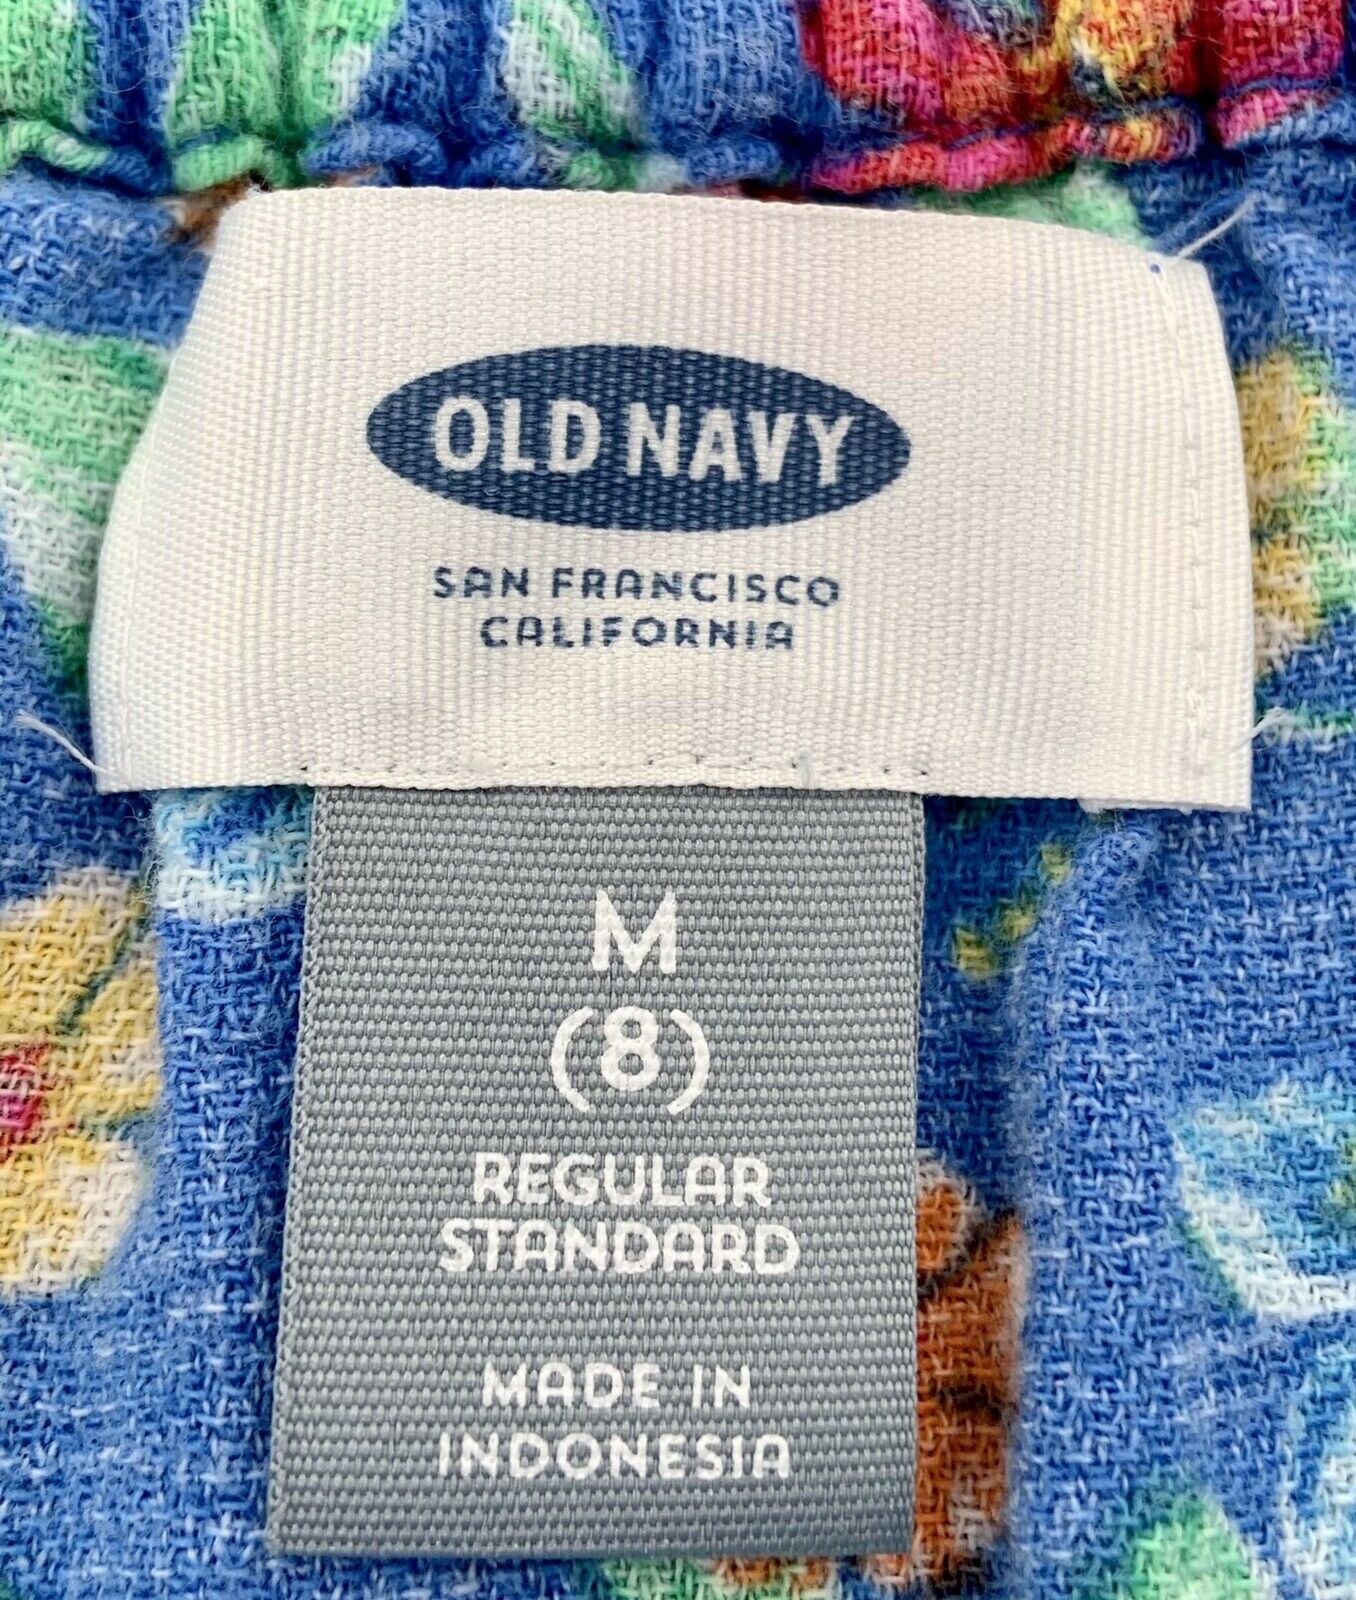 OLD NAVY
SAN FRANCISCO
CALIFORNIA
M
(8)
REGULAR
STANDARD
MADE IN
INDONESIA